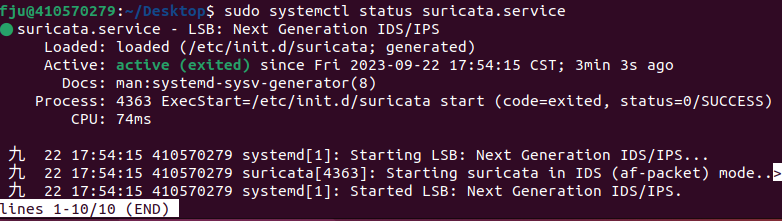 fju@410570279:~/Desktop$ sudo systemctl status suricata.service
● suricata.service - LSB: Next Generation IDS/IPS
Loaded: loaded (/etc/init.d/suricata; generated)
Active: active (exited) since Fri 2023-09-22 17:54:15 CST; 3min 3s ago
Docs: man:systemd-sysv-generator(8)
Process: 4363 ExecStart=/etc/init.d/suricata start (code=exited, status=0/SUCCESS)
CPU: 74ms
九 22 17:54:15 410570279 systemd[1]: Starting LSB: Next Generation IDS/IPS...
九 22 17:54:15 410570279 suricata[4363]: Starting suricata in IDS (af-packet) mode..>
九 22 17:54:15 410570279 systemd[1]: Started LSB: Next Generation IDS/IPS.
lines 1-10/10 (END)